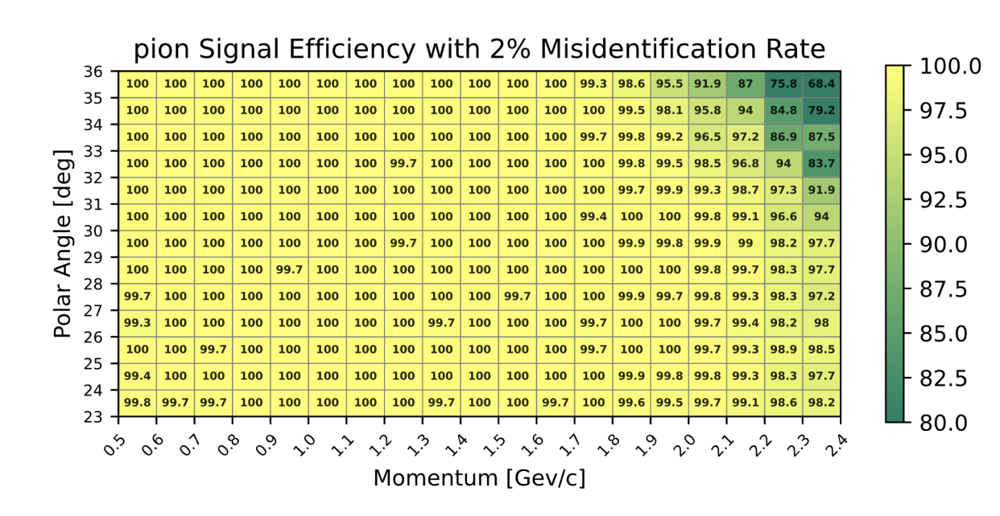 pion Signal Efficiency with 2% Misidentification Rate
36
100 100 100 100 100 100 100 100 100 100 100 100 99.3 98.6 95.5 91.9 87 75.8 68.4
35
100 100 100 100 100 100 100 100 100 100 100 100 100 99.5 98.1 95.8 94 84.8 79.2
34
100 100 100 100 100 100 100 100 100 100 100 100 99.7 99.8 99.2 96.5 97.2 86.9 87.5
33
100 100 100 100 100 100 100 99.7 100 100 100 100 100 99.8 99.5 98.5 96.8 94 83.7
32
100 100 100 100 100 100 100 100 100 100 100 100 100 99.7 99.9 99.3 98.7 97.3 91.9
31
100 100 100 100 100 100 100 100 100 100 100 100 99.4 100 100 99.8 99.1 96.6 94
30
100 100 100 100 100 100 100 99.7 100 100 100 100 100 99.9 99.8 99.9 99 98.2 97.7
29
100 100 100 100 99.7 100 100 100 100 100 100 100 100 100 100 99.8 99.7 98.3 97.7
28
99.7 100 100 100 100 100 100 100 100 100 99.7 100 100 99.9 99.7 99.8 99.3 98.3 97.2
27
99.3 100 100 100 100 100 100 100 99.7 100 100 100 99.7 100 100 99.7 99.4 98.2 98
26
100 100 99.7 100 100 100 100 100 100 100 100 100 99.7 100 100 99.7 99.3 98.9 98.5
25
99.4 100 100 100 100 100 100 100 100 100 100 100 100 99.9 99.8 99.8 99.3 98.3 97.7
24
99.8 99.7 99.7 100 100 100 100 100 99.7 100 100 99.7 100 99.6 99.5 99.7 99.1 98.6 98.2
23
Polar Angle [deg]
0.5 0.6 0.7 0.8 0.9 1.0 1.1 1.2 1.3 1.4 1.5 1.6 1.7 1.8 1.9 2.0 2.1 2.2 2.3 2.4
Momentum [Gev/c]
100.0
97.5
95.0
92.5
90.0
87.5
85.0
82.5
80.0